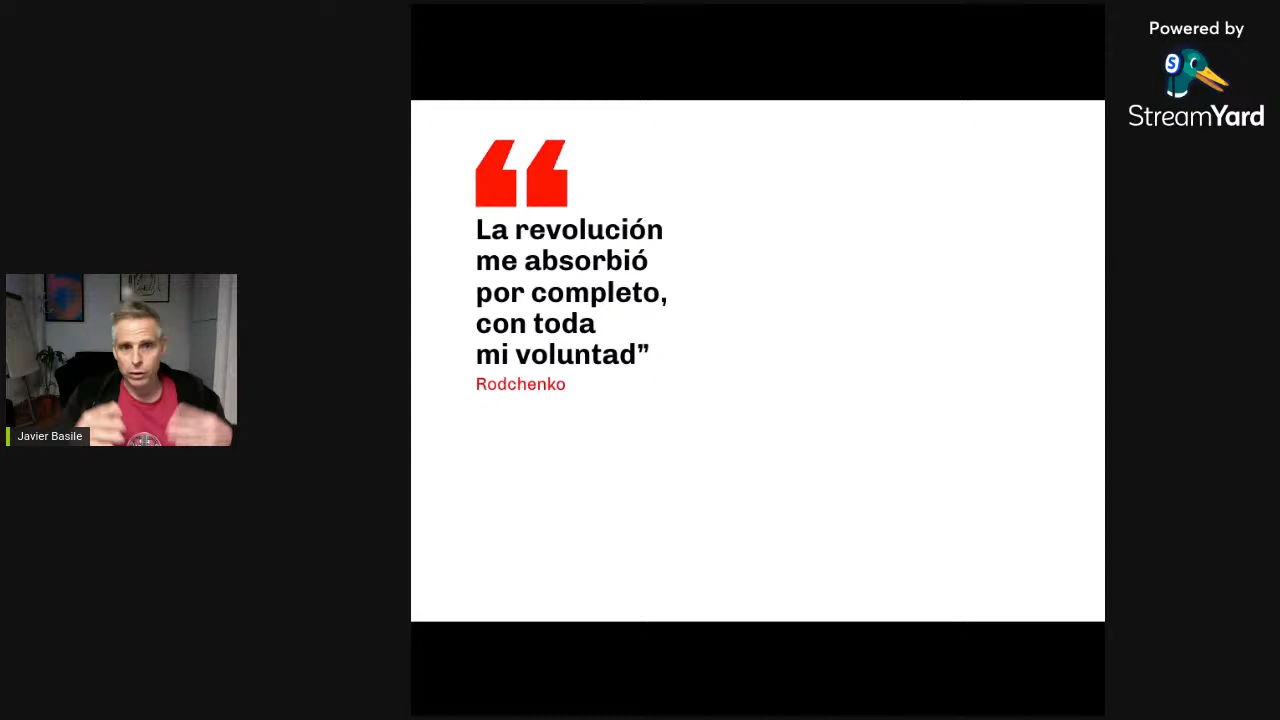 Powered by
S
StreamYard
La revolución
me absorbió
por completo,
con toda
mi voluntad”
Rodchenko
Javier Basile